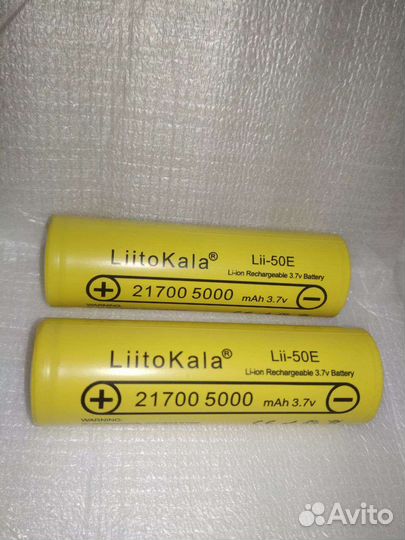 LiitoKala® Lii-50E
Li-ion Rechargeable 3.7v Battery
+ 21700 5000 mAh 3.7v −
LiitoKala® Lii-50E
Li-ion Rechargeable 3.7v Battery
+ 21700 5000 mAh 3.7v −
WARNING:
Avito